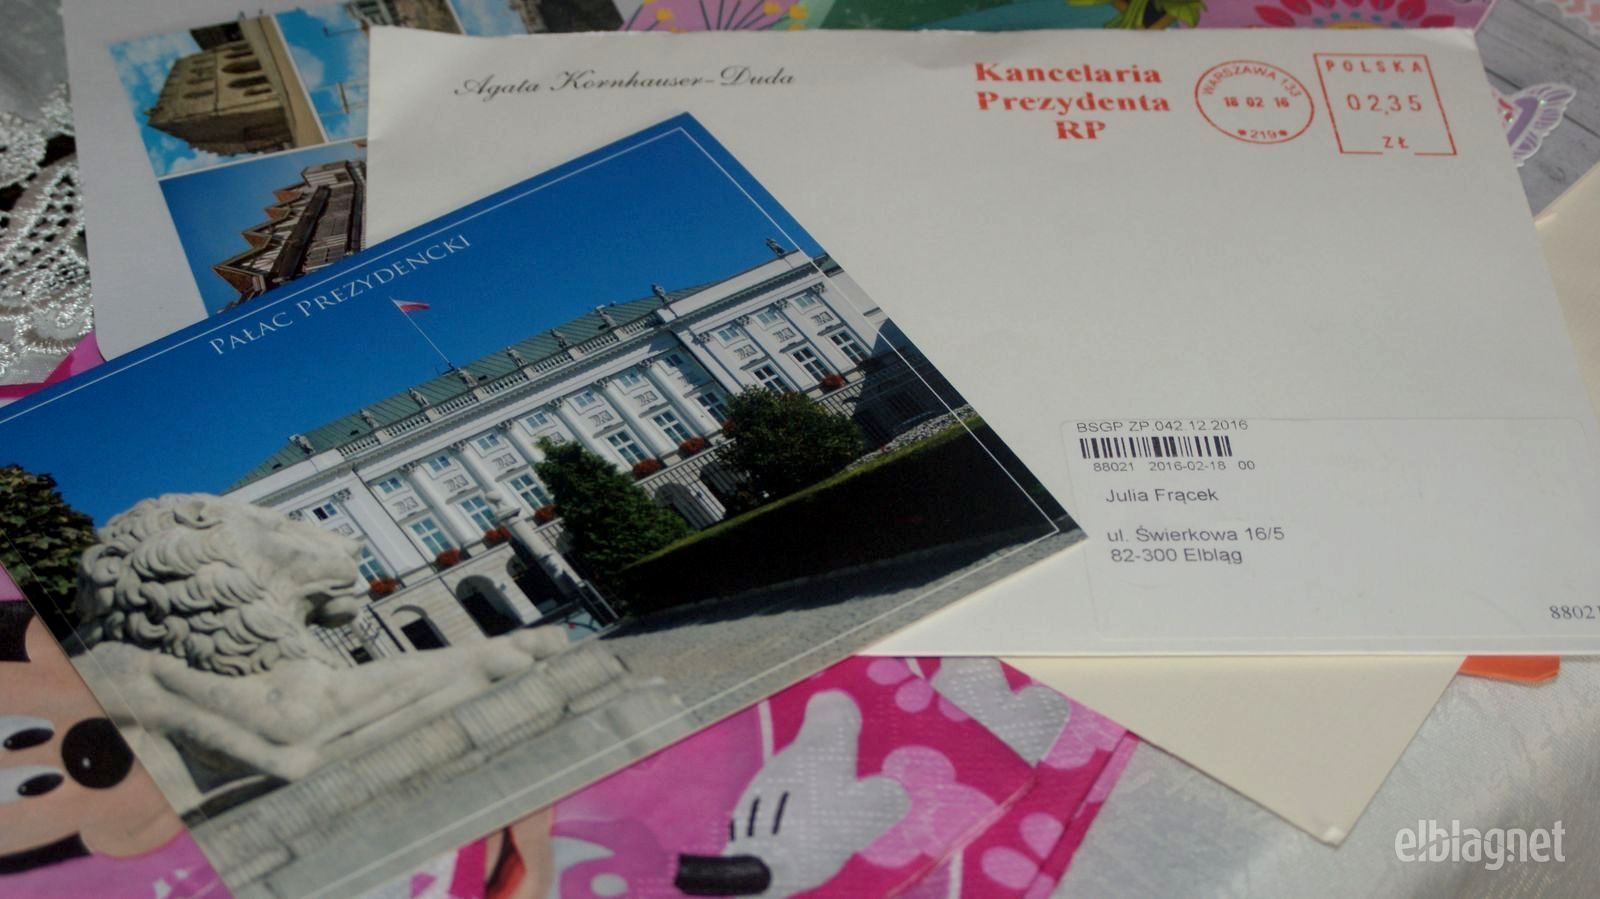 Agata Kornhauser-Duda
Kancelaria
Prezydenta
RP
WARSZAWA 133
18 02 16
*219*
POLSKA
02,35
ZŁ
PAŁAC PREZYDENCKI
BSGP ZP.042.12.2016
88021 2016-02-18 00
Julia Frącek
ul. Świerkowa 16/5
82-300 Elbląg
88021
elblag.net